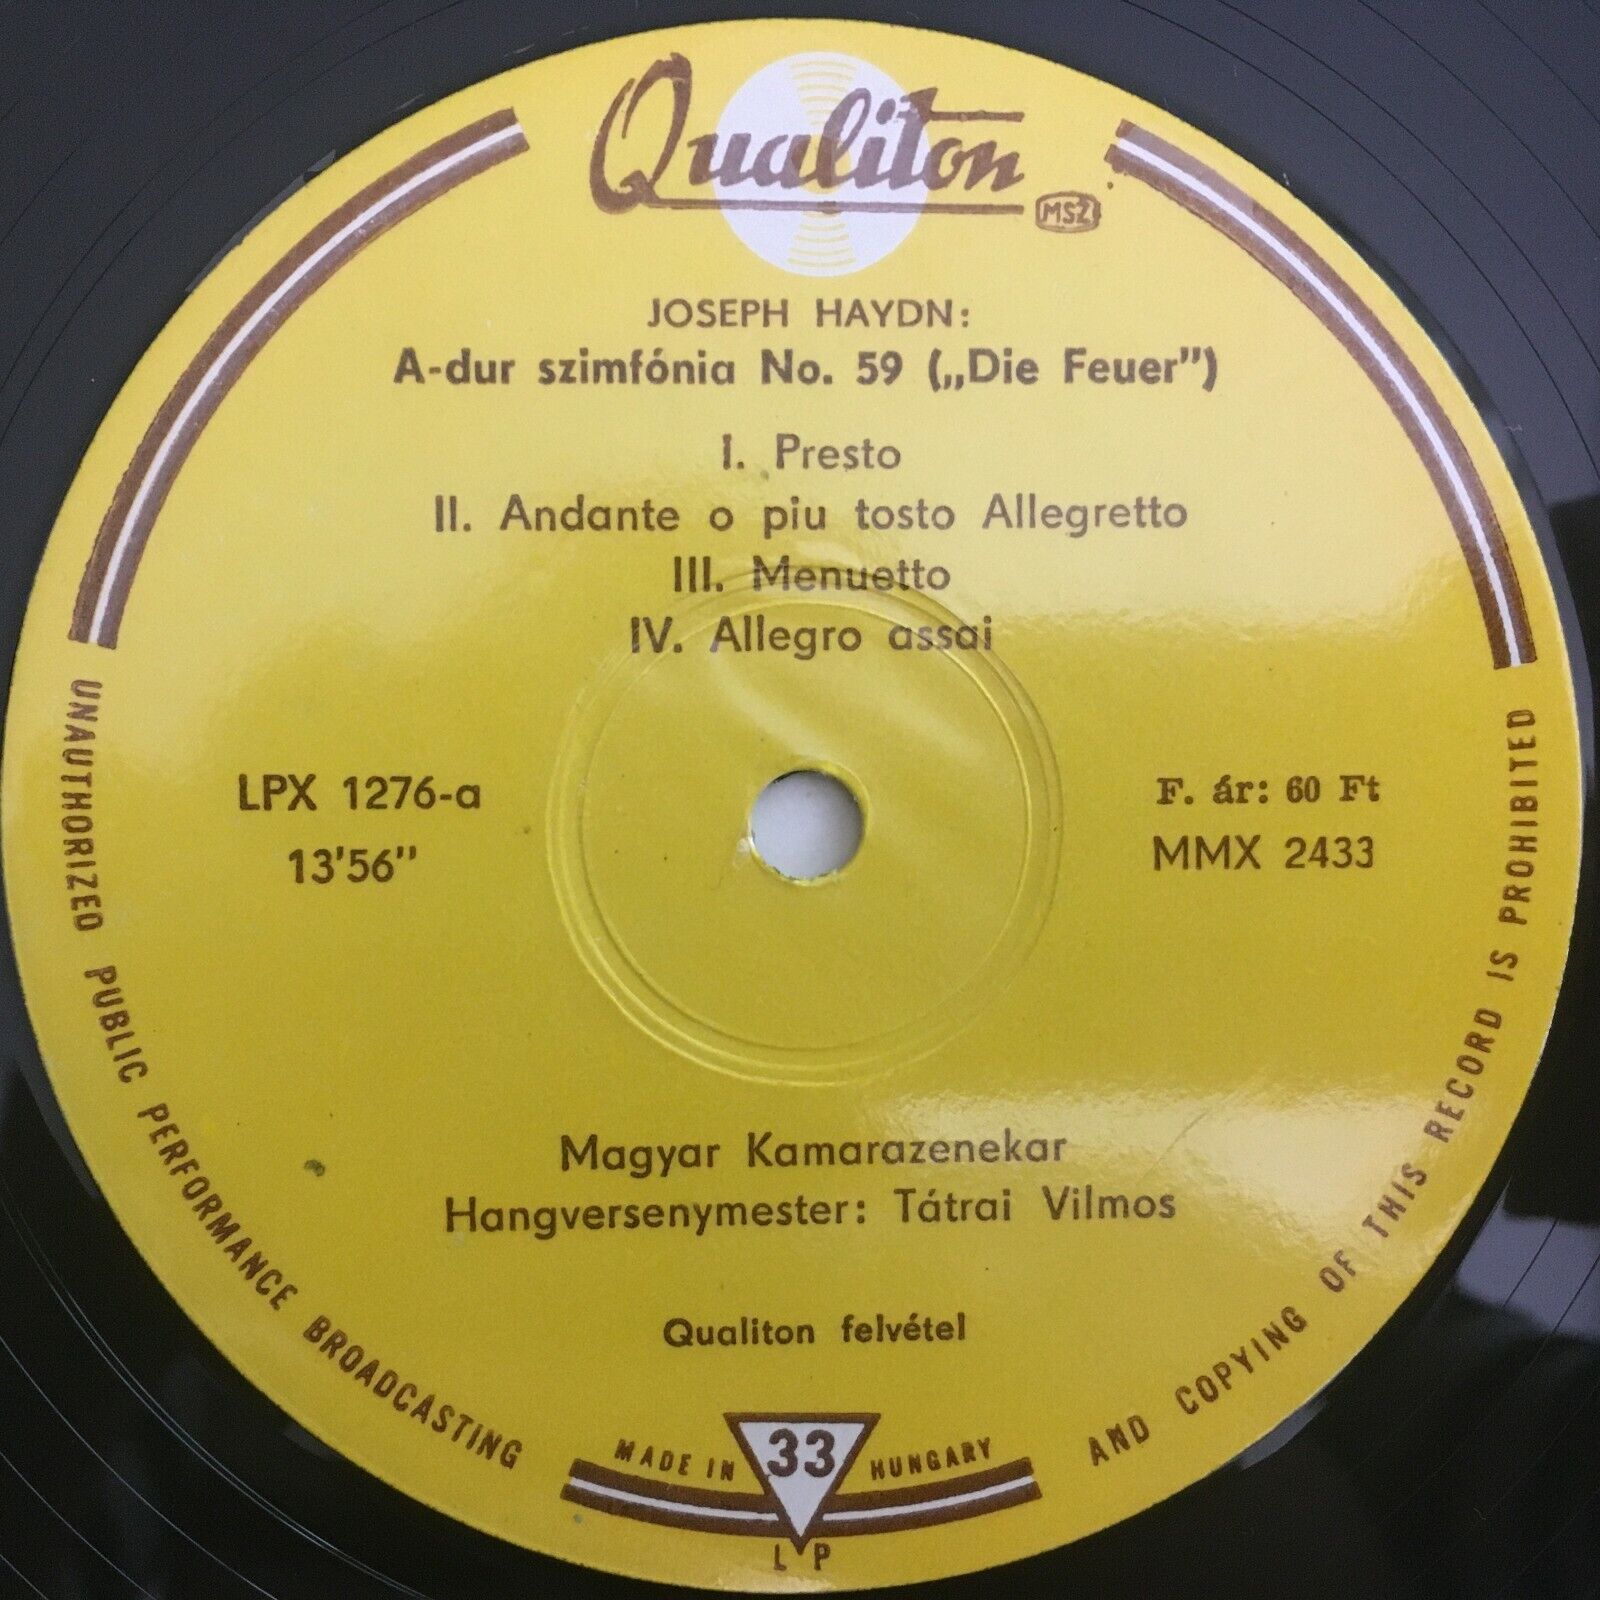 Qualiton
MSZ
JOSEPH HAYDN:
A-dur szimfónia No. 59 („Die Feuer”)
I. Presto
II. Andante o piu tosto Allegretto
III. Menuetto
IV. Allegro assai
LPX 1276-a
13'56''
F. ár: 60 Ft
MMX 2433
Magyar Kamarazenekar
Hangversenymester: Tátrai Vilmos
Qualiton felvétel
UNAUTHORIZED PUBLIC PERFORMANCE BROADCASTING
AND COPYING OF THIS RECORD IS PROHIBITED
MADE IN HUNGARY
33
LP